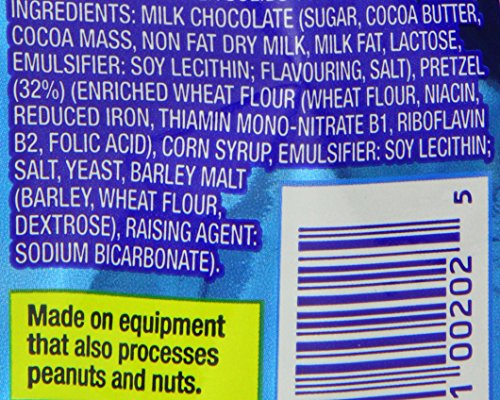 INGREDIENTS: MILK CHOCOLATE (SUGAR, COCOA BUTTER,
COCOA MASS, NON FAT DRY MILK, MILK FAT, LACTOSE,
EMULSIFIER: SOY LECITHIN; FLAVOURING, SALT), PRETZEL
(32%) (ENRICHED WHEAT FLOUR (WHEAT FLOUR, NIACIN,
REDUCED IRON, THIAMIN MONO-NITRATE B1, RIBOFLAVIN
B2, FOLIC ACID), CORN SYRUP, EMULSIFIER: SOY LECITHIN;
SALT, YEAST, BARLEY MALT
(BARLEY, WHEAT FLOUR,
DEXTROSE), RAISING AGENT:
SODIUM BICARBONATE).
Made on equipment
that also processes
peanuts and nuts.
5
00202